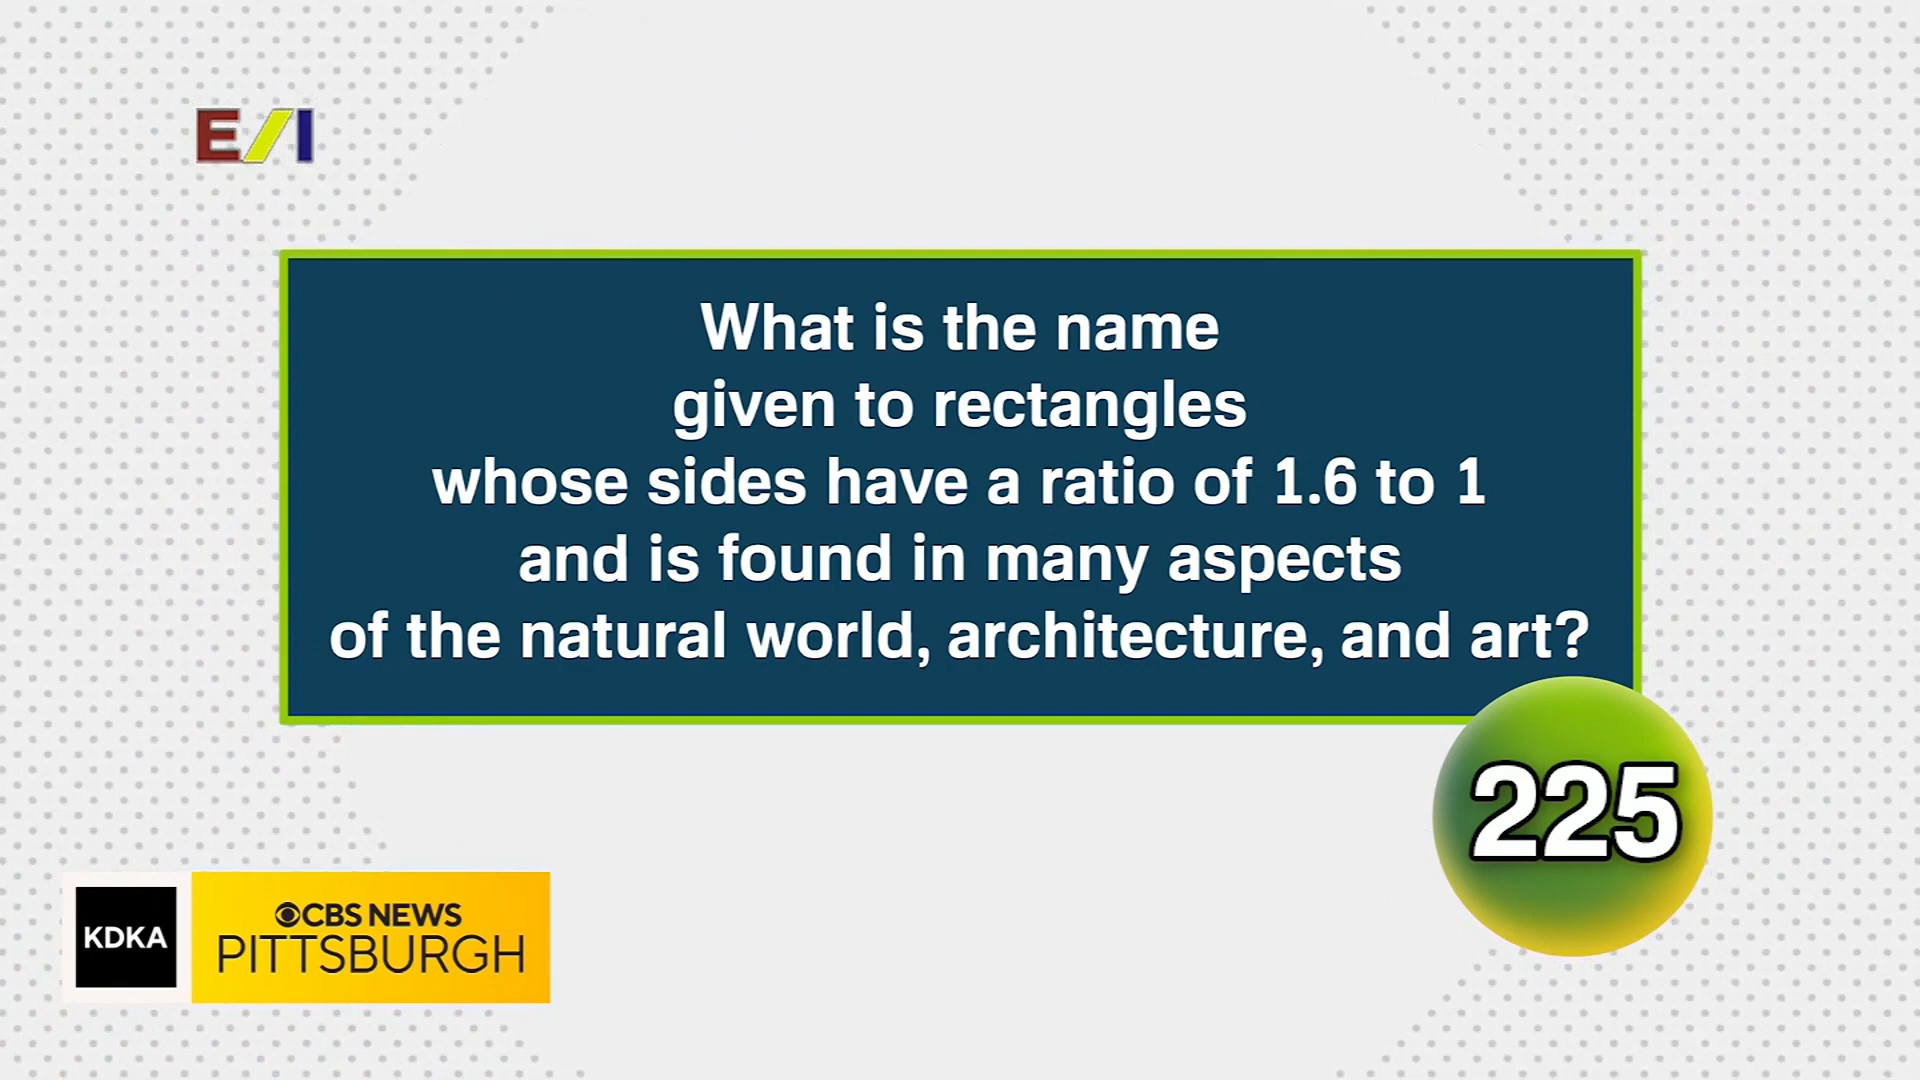 E/I
What is the name
given to rectangles
whose sides have a ratio of 1.6 to 1
and is found in many aspects
of the natural world, architecture, and art?
225
KDKA
CBS NEWS
PITTSBURGH